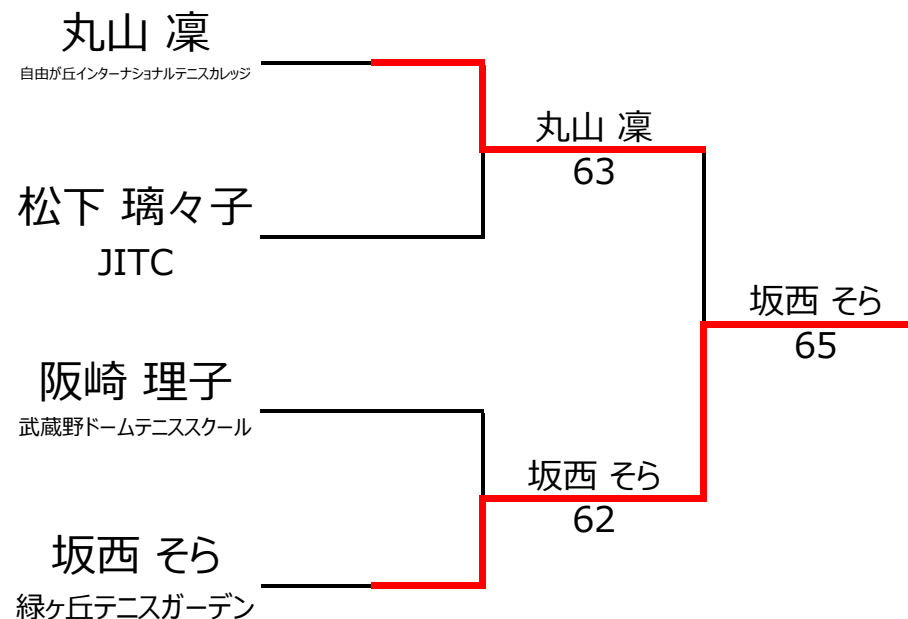 丸山 凜
自由が丘インターナショナルテニスカレッジ
丸山 凜
63
松下 璃々子
JITC
坂西 そら
65
阪崎 理子
武蔵野ドームテニススクール
坂西 そら
62
坂西 そら
緑ヶ丘テニスガーデン